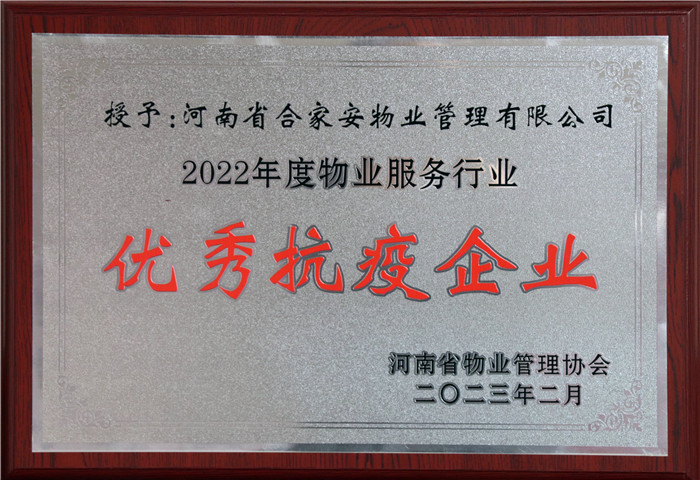 授予:河南省合家安物业管理有限公司
2022年度物业服务行业
优秀抗疫企业
河南省物业管理协会
二〇二三年二月